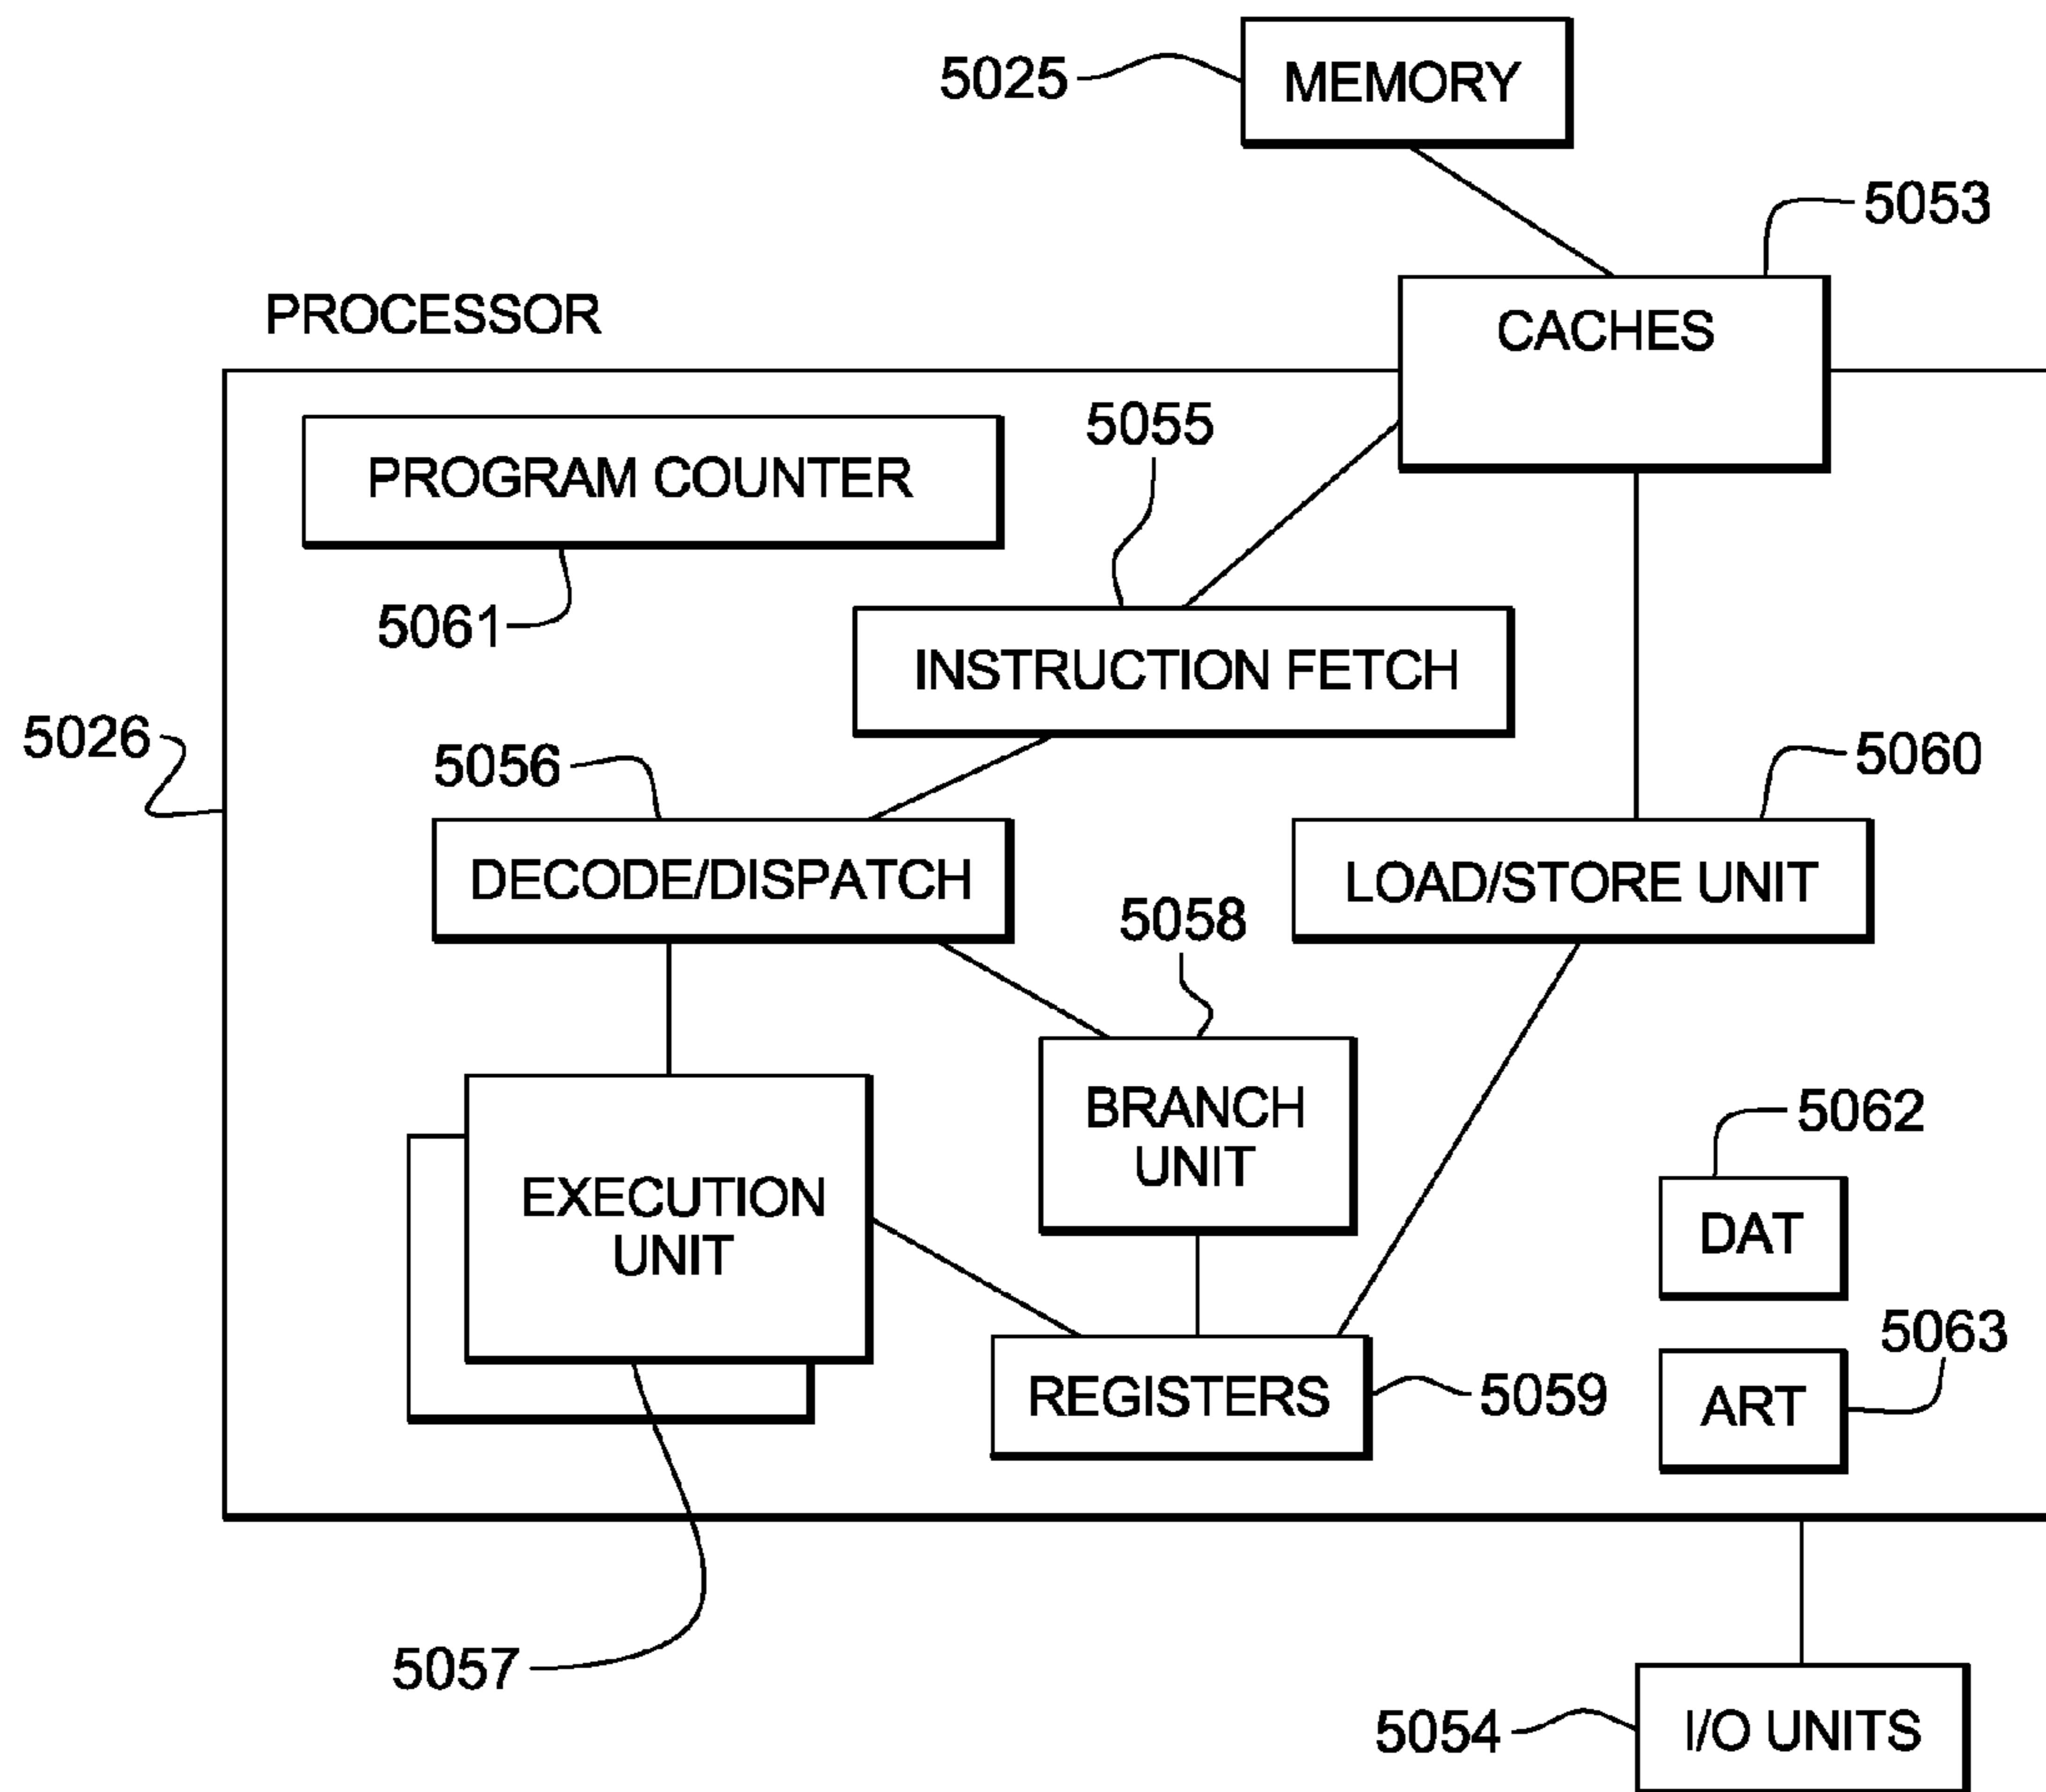 MEMORY
5025
5053
CACHES
PROCESSOR
5055
PROGRAM COUNTER
5061
INSTRUCTION FETCH
5026
5056
5060
DECODE/DISPATCH
LOAD/STORE UNIT
5058
BRANCH
UNIT
5062
EXECUTION
UNIT
DAT
5063
REGISTERS
5059
ART
5057
5054
I/O UNITS